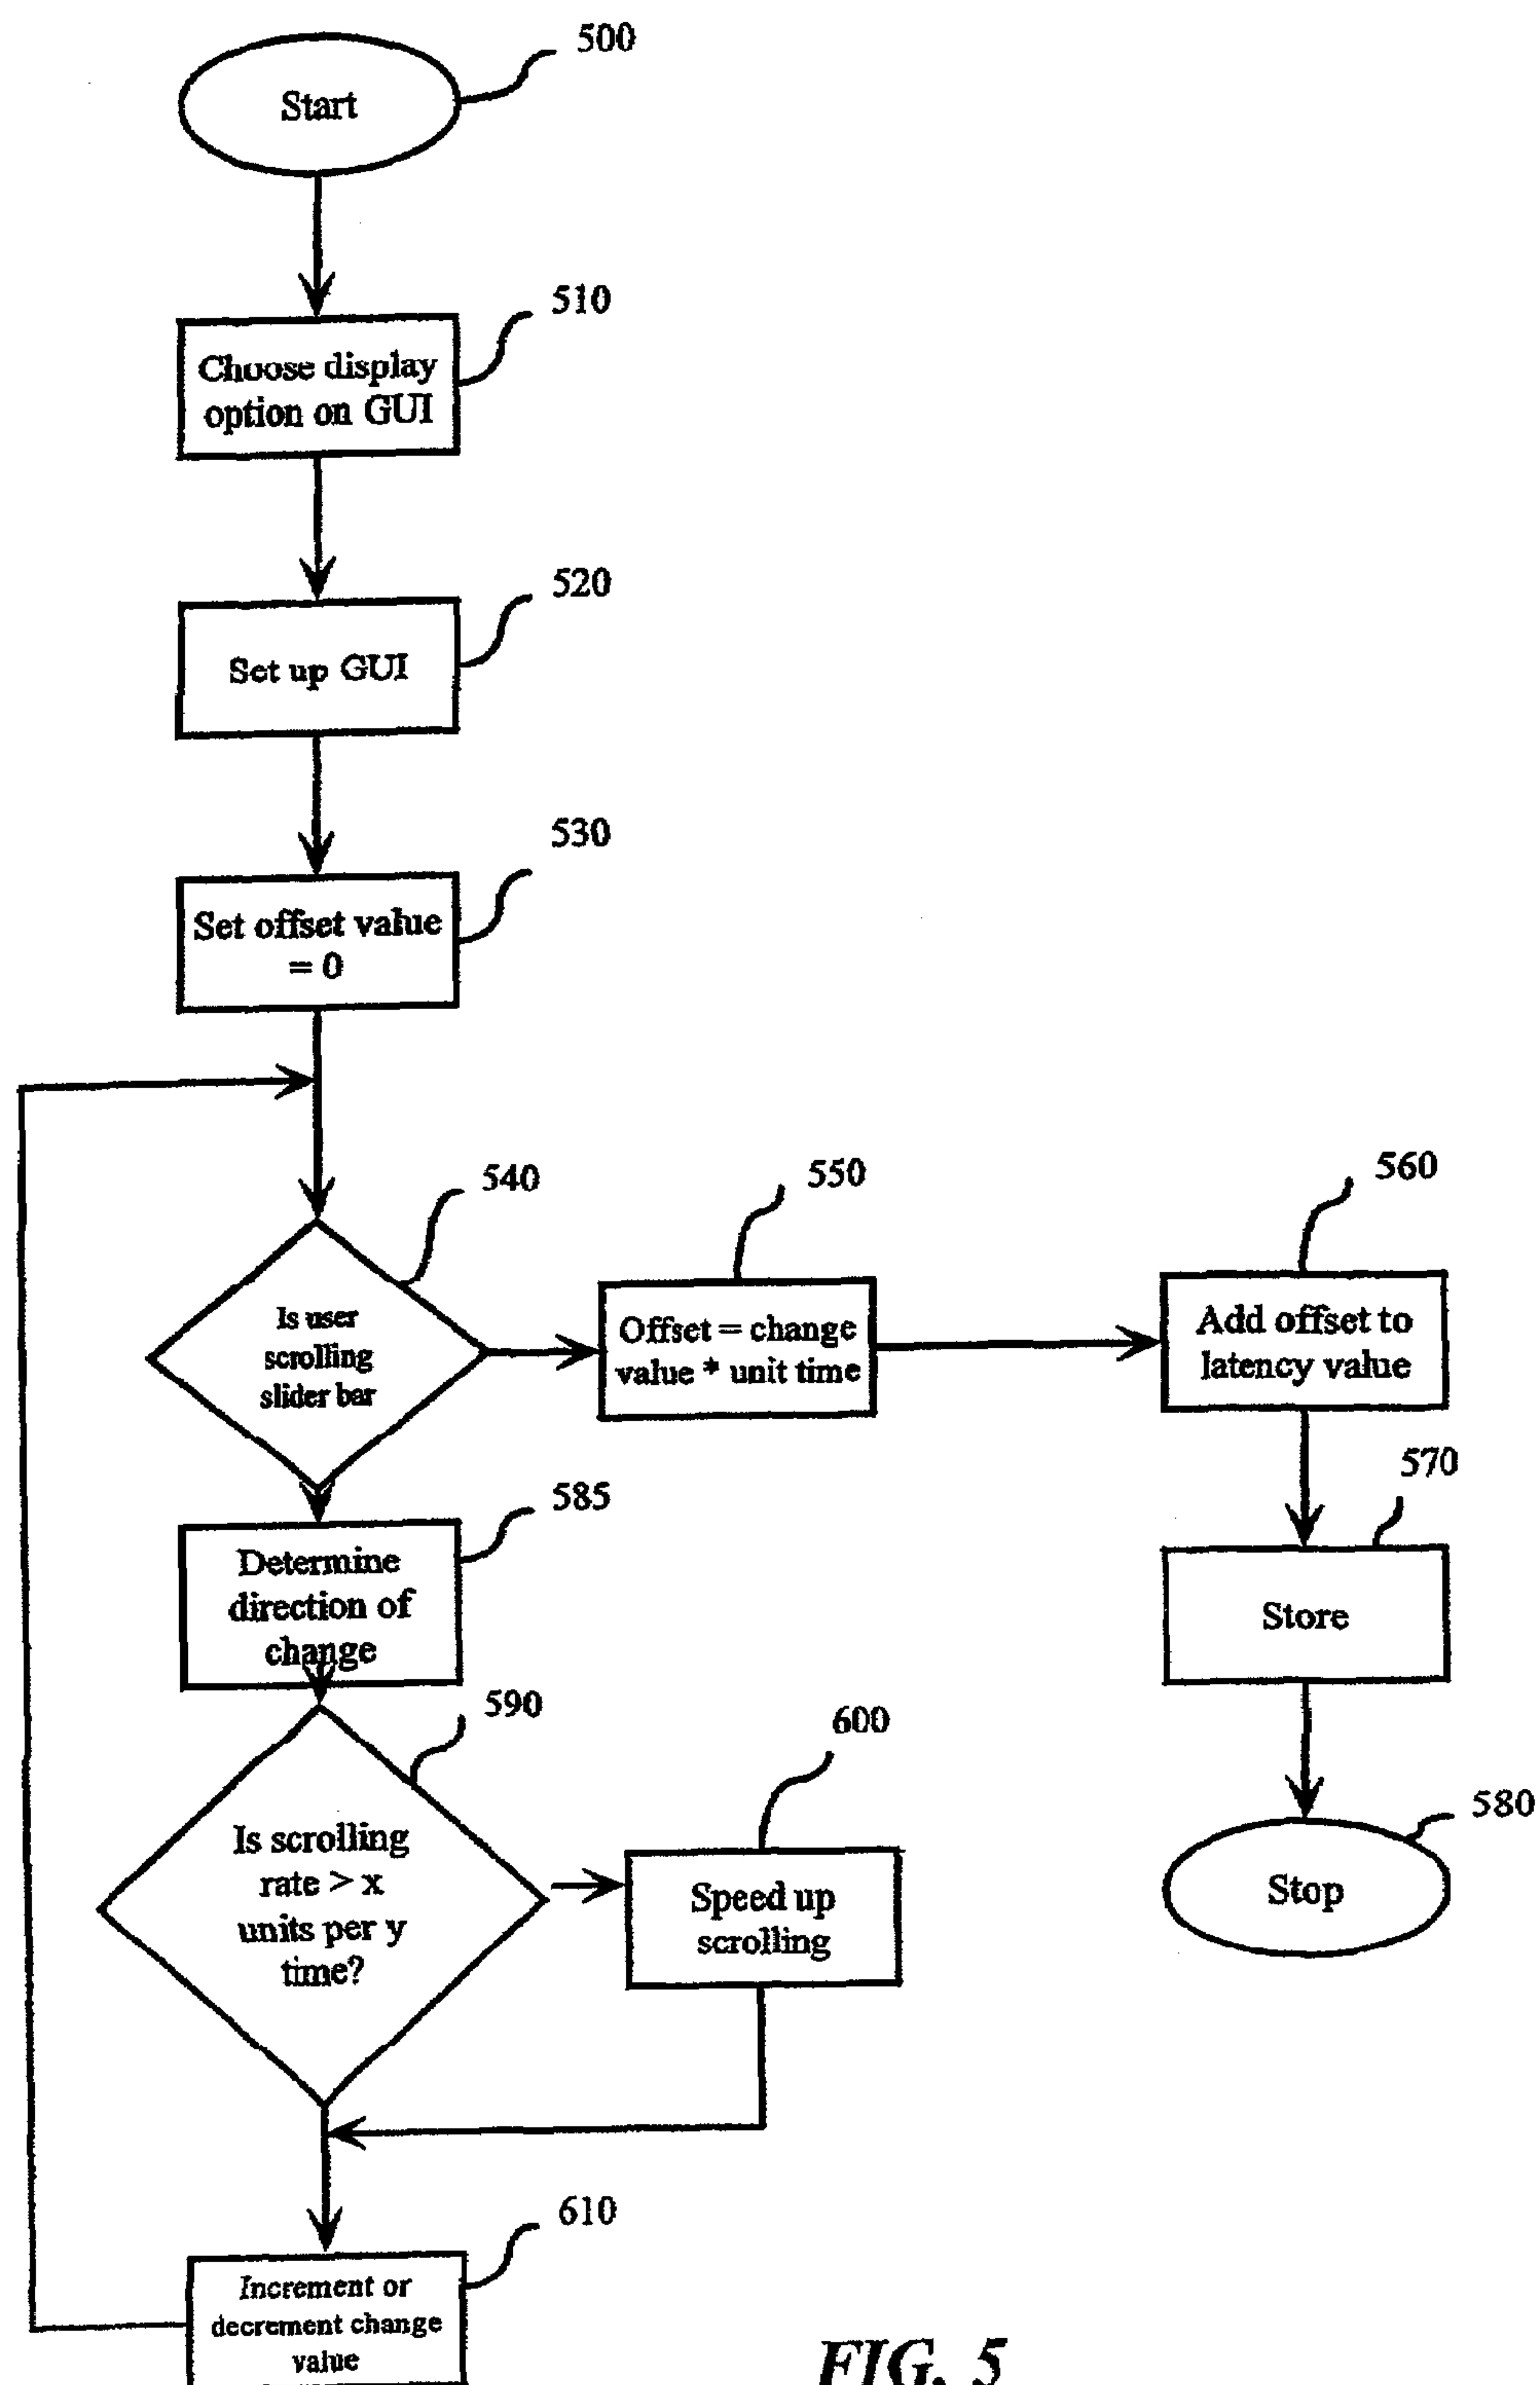 500
Start
510
Choose display
option on GUI
520
Set up GUI
530
Set offset value
= 0
540
Is user
scrolling
slider bar
550
Offset = change
value * unit time
560
Add offset to
latency value
570
Store
580
Stop
585
Determine
direction of
change
590
Is scrolling
rate > x
units per y
time?
600
Speed up
scrolling
610
Increment or
decrement change
value
FIG. 5